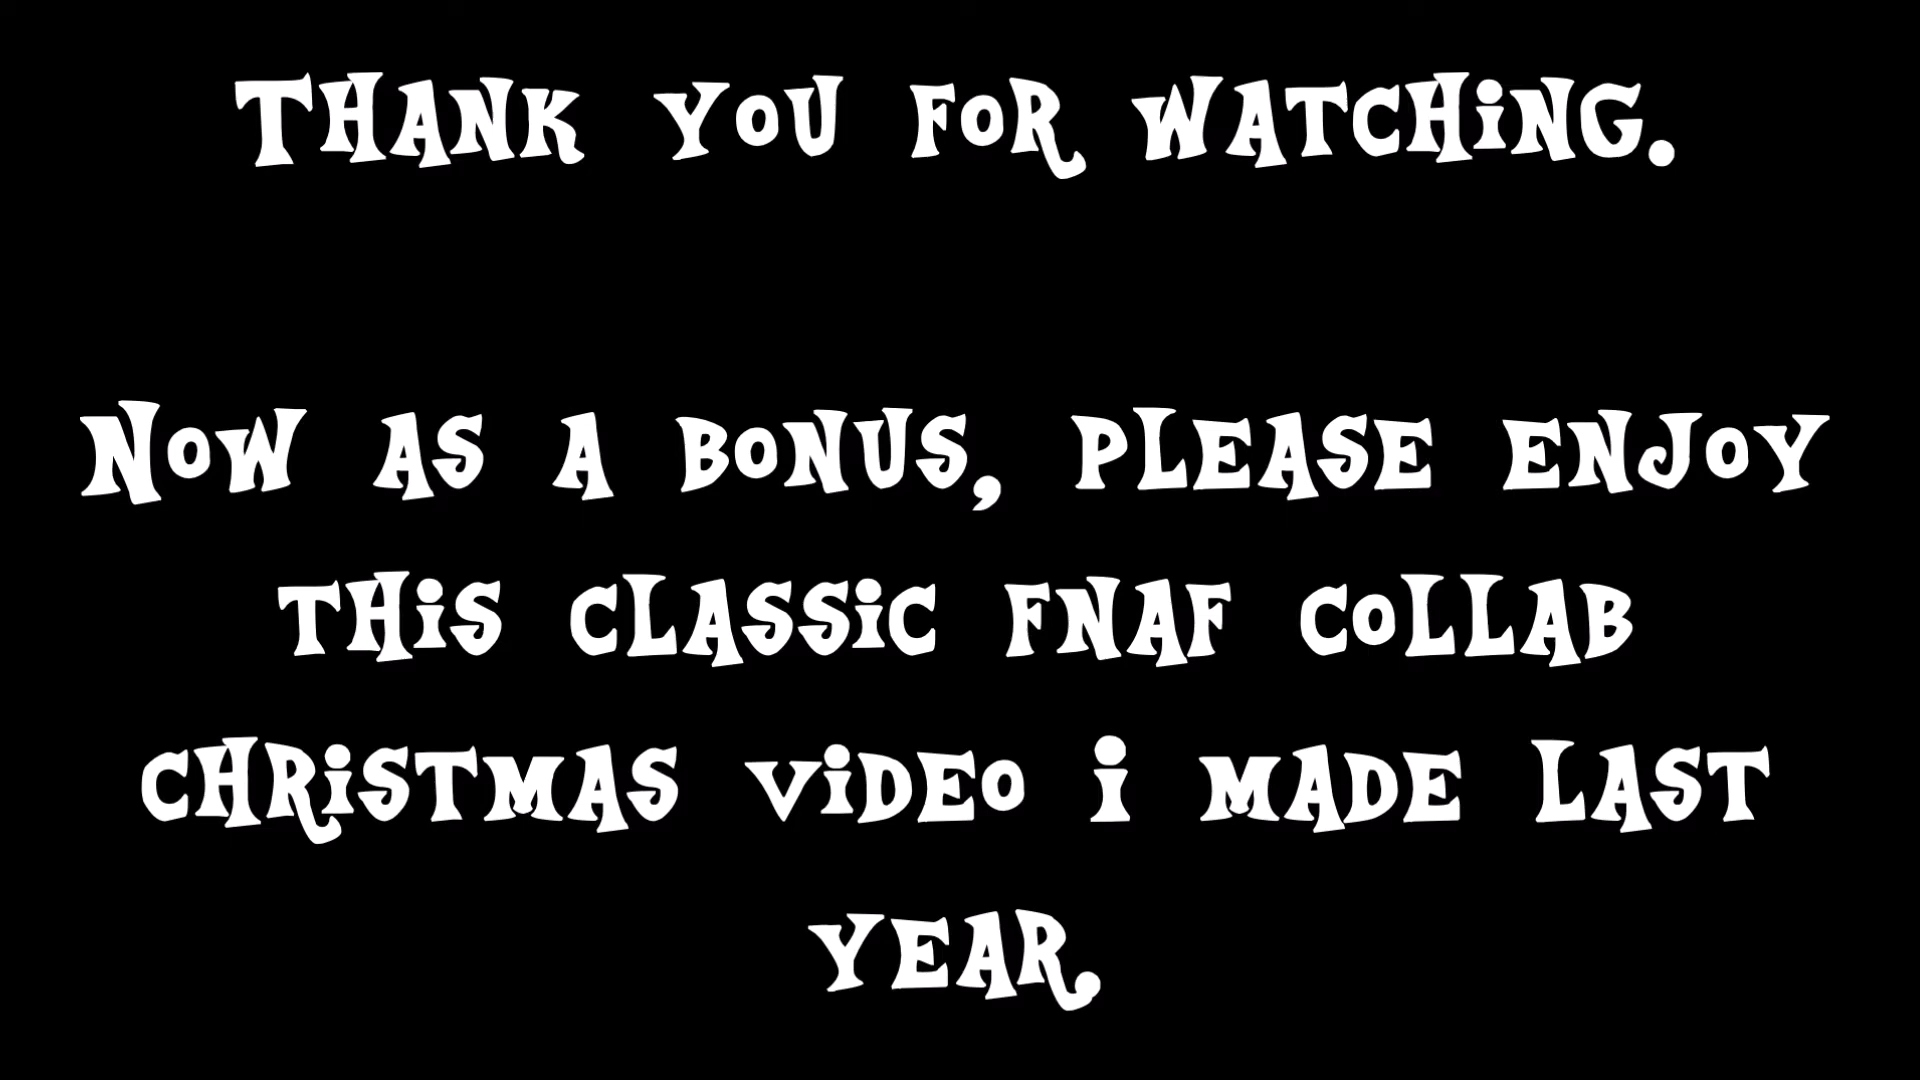 Thank you for watching.
Now as a bonus, please enjoy
this classic fnaf collab
christmas video i made last
year.